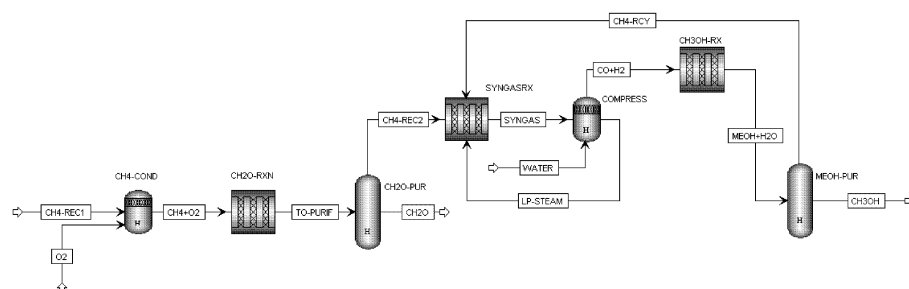 CH4-RCY
CH3OH-RX
CO+H2
SYNGASRX
COMPRESS
CH4-REC2
SYNGAS
MEOH+H2O
WATER
MEOH-PUR
CH4-COND
CH2O-RXN
CH2O-PUR
H
LP-STEAM
H
CH3OH
CH4-REC1
CH4+O2
TO-PURIF
CH2O
H
H
O2